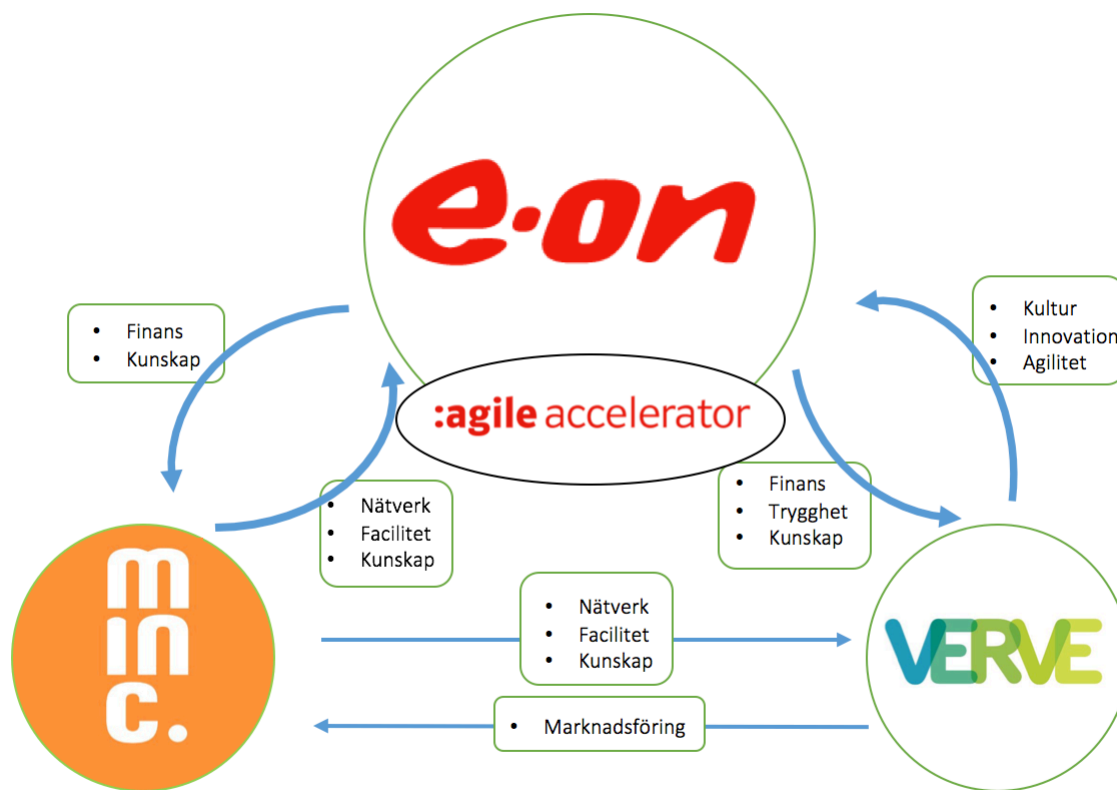 e·on
:agile accelerator
• Finans
• Kunskap
• Kultur
• Innovation
• Agilitet
• Nätverk
• Facilitet
• Kunskap
• Finans
• Trygghet
• Kunskap
minc.
• Nätverk
• Facilitet
• Kunskap
VERVE
• Marknadsföring